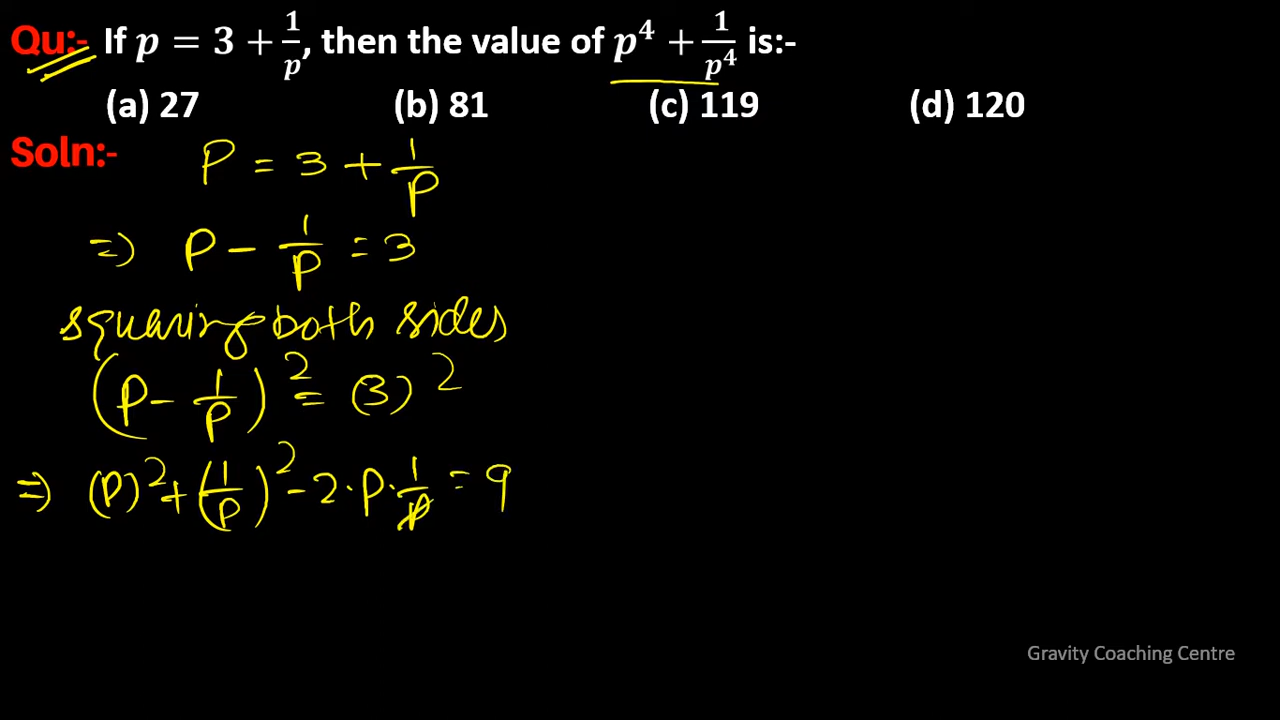 Qu:- If p = 3 + 1/p, then the value of p⁴ + 1/p⁴ is:-
(a) 27 (b) 81 (c) 119 (d) 120
Soln:- P = 3 + 1/P
=> P - 1/P = 3
squaring both sides
(P - 1/P)² = (3)²
=> (P)² + (1/P)² - 2·P·1/P = 9
Gravity Coaching Centre